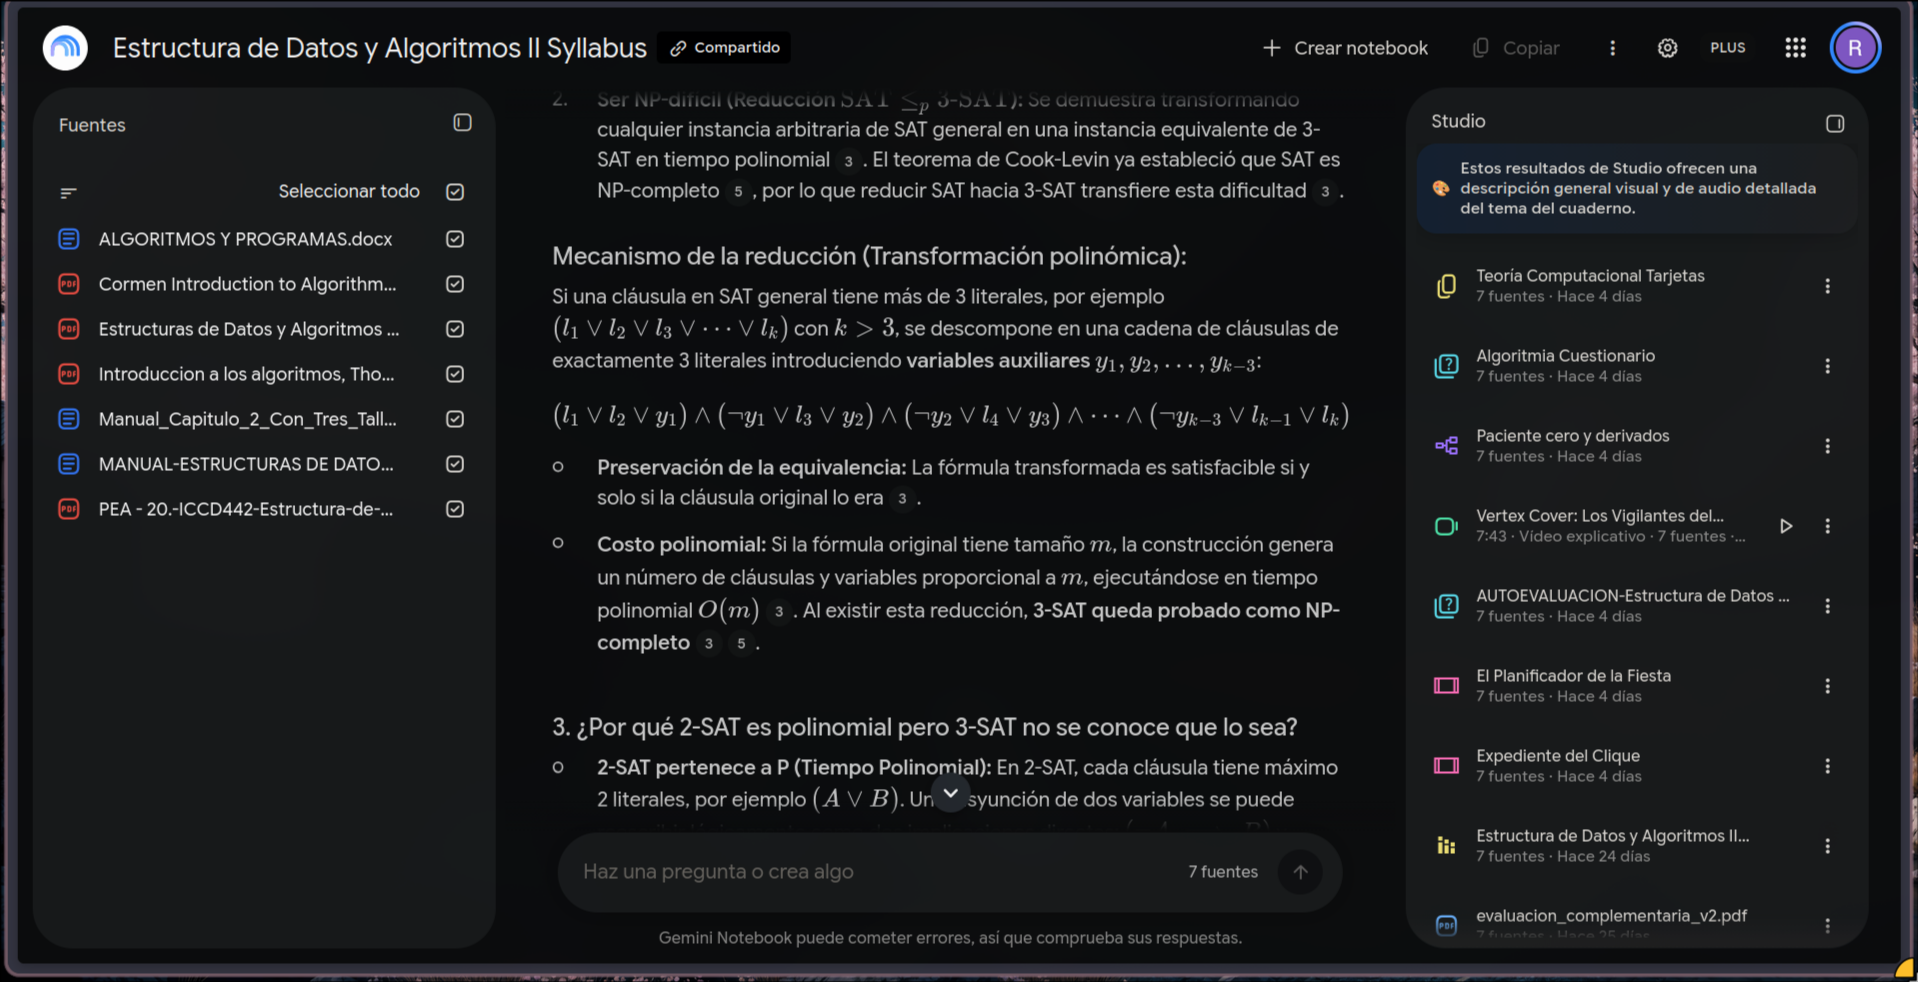 Estructura de Datos y Algoritmos II Syllabus
Compartido
Crear notebook
Copiar
PLUS
R
Fuentes
Seleccionar todo
ALGORITMOS Y PROGRAMAS.docx
Cormen Introduction to Algorithm...
Estructuras de Datos y Algoritmos ...
Introduccion a los algoritmos, Tho...
Manual_Capitulo_2_Con_Tres_Tall...
MANUAL-ESTRUCTURAS DE DATO...
PEA - 20.-ICCD442-Estructura-de-...
2. Ser NP-difícil (Reducción SAT ≤p 3-SAT): Se demuestra transformando
cualquier instancia arbitraria de SAT general en una instancia equivalente de 3-
SAT en tiempo polinomial 3 . El teorema de Cook-Levin ya estableció que SAT es
NP-completo 5 , por lo que reducir SAT hacia 3-SAT transfiere esta dificultad 3 .
Mecanismo de la reducción (Transformación polinómica):
Si una cláusula en SAT general tiene más de 3 literales, por ejemplo
(l₁ ∨ l₂ ∨ l₃ ∨ ⋯ ∨ lₖ) con k > 3, se descompone en una cadena de cláusulas de
exactamente 3 literales introduciendo variables auxiliares y₁, y₂, . . . , yₖ₋₃:
(l₁ ∨ l₂ ∨ y₁) ∧ (¬y₁ ∨ l₃ ∨ y₂) ∧ (¬y₂ ∨ l₄ ∨ y₃) ∧ ⋯ ∧ (¬yₖ₋₃ ∨ lₖ₋₁ ∨ lₖ)
Preservación de la equivalencia: La fórmula transformada es satisfacible si y
solo si la cláusula original lo era 3 .
Costo polinomial: Si la fórmula original tiene tamaño m, la construcción genera
un número de cláusulas y variables proporcional a m, ejecutándose en tiempo
polinomial O(m) 3 . Al existir esta reducción, 3-SAT queda probado como NP-
completo 3 5 .
3. ¿Por qué 2-SAT es polinomial pero 3-SAT no se conoce que lo sea?
2-SAT pertenece a P (Tiempo Polinomial): En 2-SAT, cada cláusula tiene máximo
2 literales, por ejemplo (A ∨ B). Un syunción de dos variables se puede
Haz una pregunta o crea algo
7 fuentes
Gemini Notebook puede cometer errores, así que comprueba sus respuestas.
Studio
Estos resultados de Studio ofrecen una
descripción general visual y de audio detallada
del tema del cuaderno.
Teoría Computacional Tarjetas
7 fuentes · Hace 4 días
Algoritmia Cuestionario
7 fuentes · Hace 4 días
Paciente cero y derivados
7 fuentes · Hace 4 días
Vertex Cover: Los Vigilantes del...
7:43 · Vídeo explicativo · 7 fuentes ·...
AUTOEVALUACION-Estructura de Datos ...
7 fuentes · Hace 4 días
El Planificador de la Fiesta
7 fuentes · Hace 4 días
Expediente del Clique
7 fuentes · Hace 4 días
Estructura de Datos y Algoritmos II...
7 fuentes · Hace 24 días
evaluacion_complementaria_v2.pdf
7 fuentes · Hace 25 días